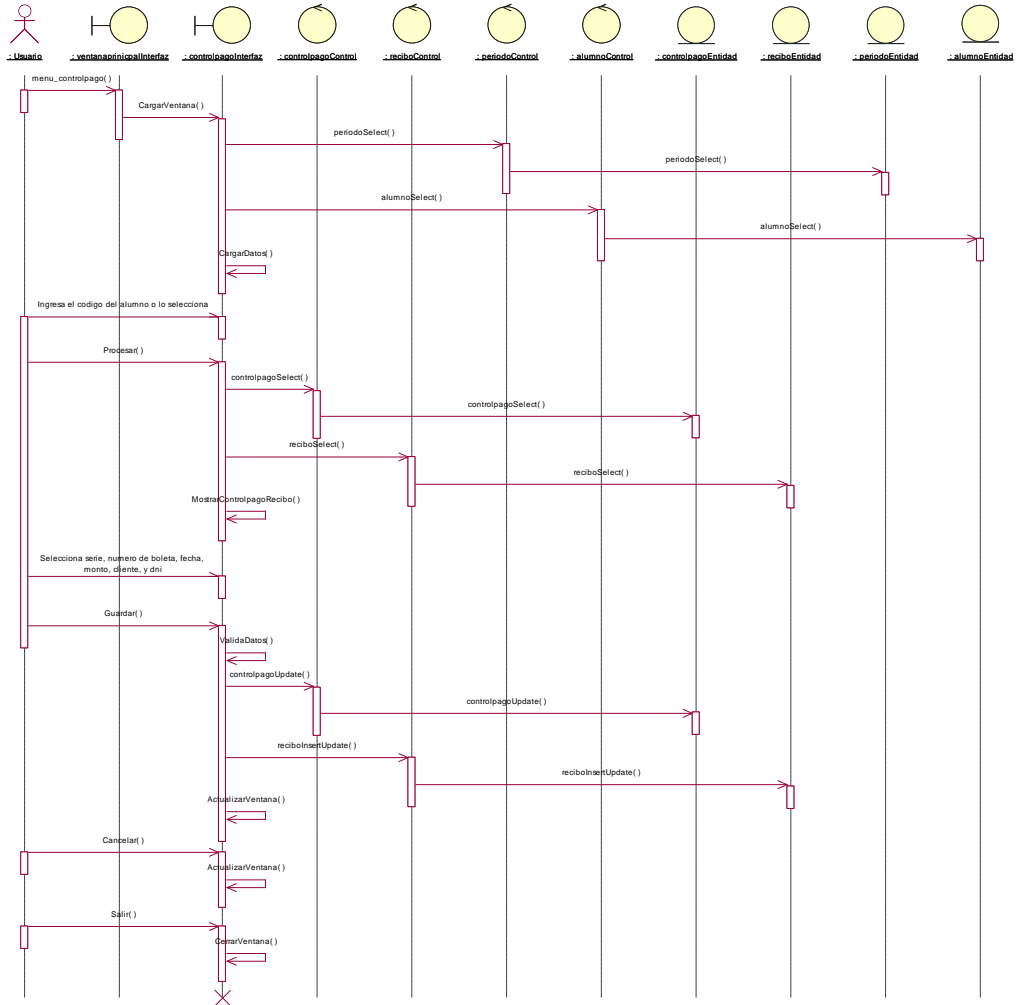 : Usuario
: ventanaprinicpalInterfaz
: controlpagoInterfaz
: controlpagoControl
: reciboControl
: periodoControl
: alumnoControl
: controlpagoEntidad
: reciboEntidad
: periodoEntidad
: alumnoEntidad
menu_controlpago( )
CargarVentana( )
periodoSelect( )
periodoSelect( )
alumnoSelect( )
alumnoSelect( )
CargarDatos( )
Ingresa el codigo del alumno o lo selecciona
Procesar( )
controlpagoSelect( )
controlpagoSelect( )
reciboSelect( )
reciboSelect( )
MostrarControlpagoRecibo( )
Selecciona serie, numero de boleta, fecha,
monto, cliente, y dni
Guardar( )
ValidaDatos( )
controlpagoUpdate( )
controlpagoUpdate( )
reciboInsertUpdate( )
reciboInsertUpdate( )
ActualizarVentana( )
Cancelar( )
ActualizarVentana( )
Salir( )
CerrarVentana( )